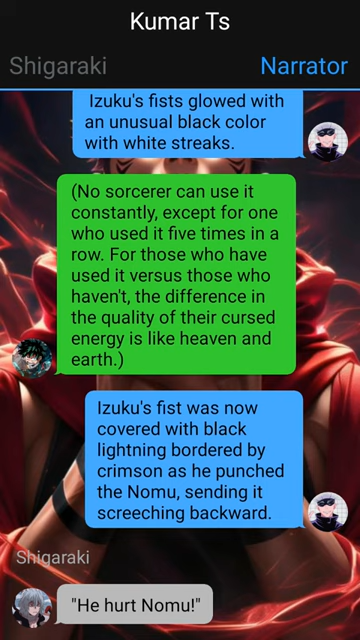 Kumar Ts
Shigaraki
Narrator
Izuku's fists glowed with
an unusual black color
with white streaks.
(No sorcerer can use it
constantly, except for one
who used it five times in a
row. For those who have
used it versus those who
haven't, the difference in
the quality of their cursed
energy is like heaven and
earth.)
Izuku's fist was now
covered with black
lightning bordered by
crimson as he punched
the Nomu, sending it
screeching backward.
Shigaraki
"He hurt Nomu!"